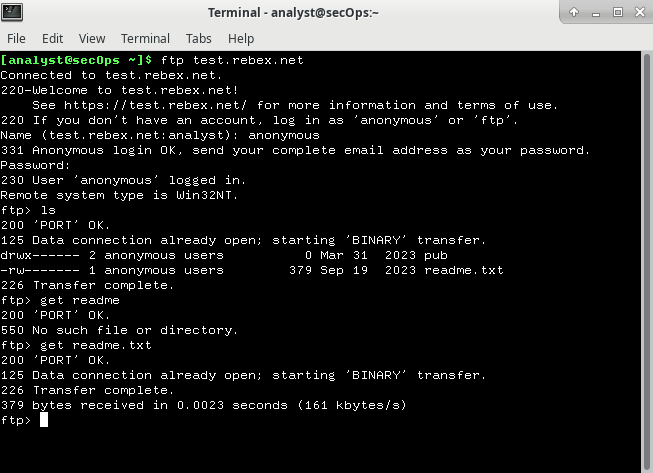 Terminal - analyst@secOps:~
File Edit View Terminal Tabs Help
[analyst@secOps ~]$ ftp test.rebex.net
Connected to test.rebex.net.
220-Welcome to test.rebex.net!
    See https://test.rebex.net/ for more information and terms of use.
220 If you don't have an account, log in as 'anonymous' or 'ftp'.
Name (test.rebex.net:analyst): anonymous
331 Anonymous login OK, send your complete email address as your password.
Password:
230 User 'anonymous' logged in.
Remote system type is Win32NT.
ftp> ls
200 'PORT' OK.
125 Data connection already open; starting 'BINARY' transfer.
drwx------ 2 anonymous users          0 Mar 31  2023 pub
-rw------- 1 anonymous users        379 Sep 19  2023 readme.txt
226 Transfer complete.
ftp> get readme
200 'PORT' OK.
550 No such file or directory.
ftp> get readme.txt
200 'PORT' OK.
125 Data connection already open; starting 'BINARY' transfer.
226 Transfer complete.
379 bytes received in 0.0023 seconds (161 kbytes/s)
ftp>